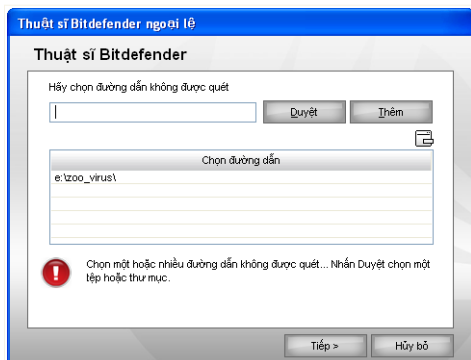 Thuật sĩ Bitdefender ngoại lệ
Thuật sĩ Bitdefender
Hãy chọn đường dẫn không được quét
Duyệt
Thêm
Chọn đường dẫn
e:\zoo_virus\
Chọn một hoặc nhiều đường dẫn không được quét... Nhấn Duyệt chọn một
tệp hoặc thư mục.
Tiếp >
Hủy bỏ